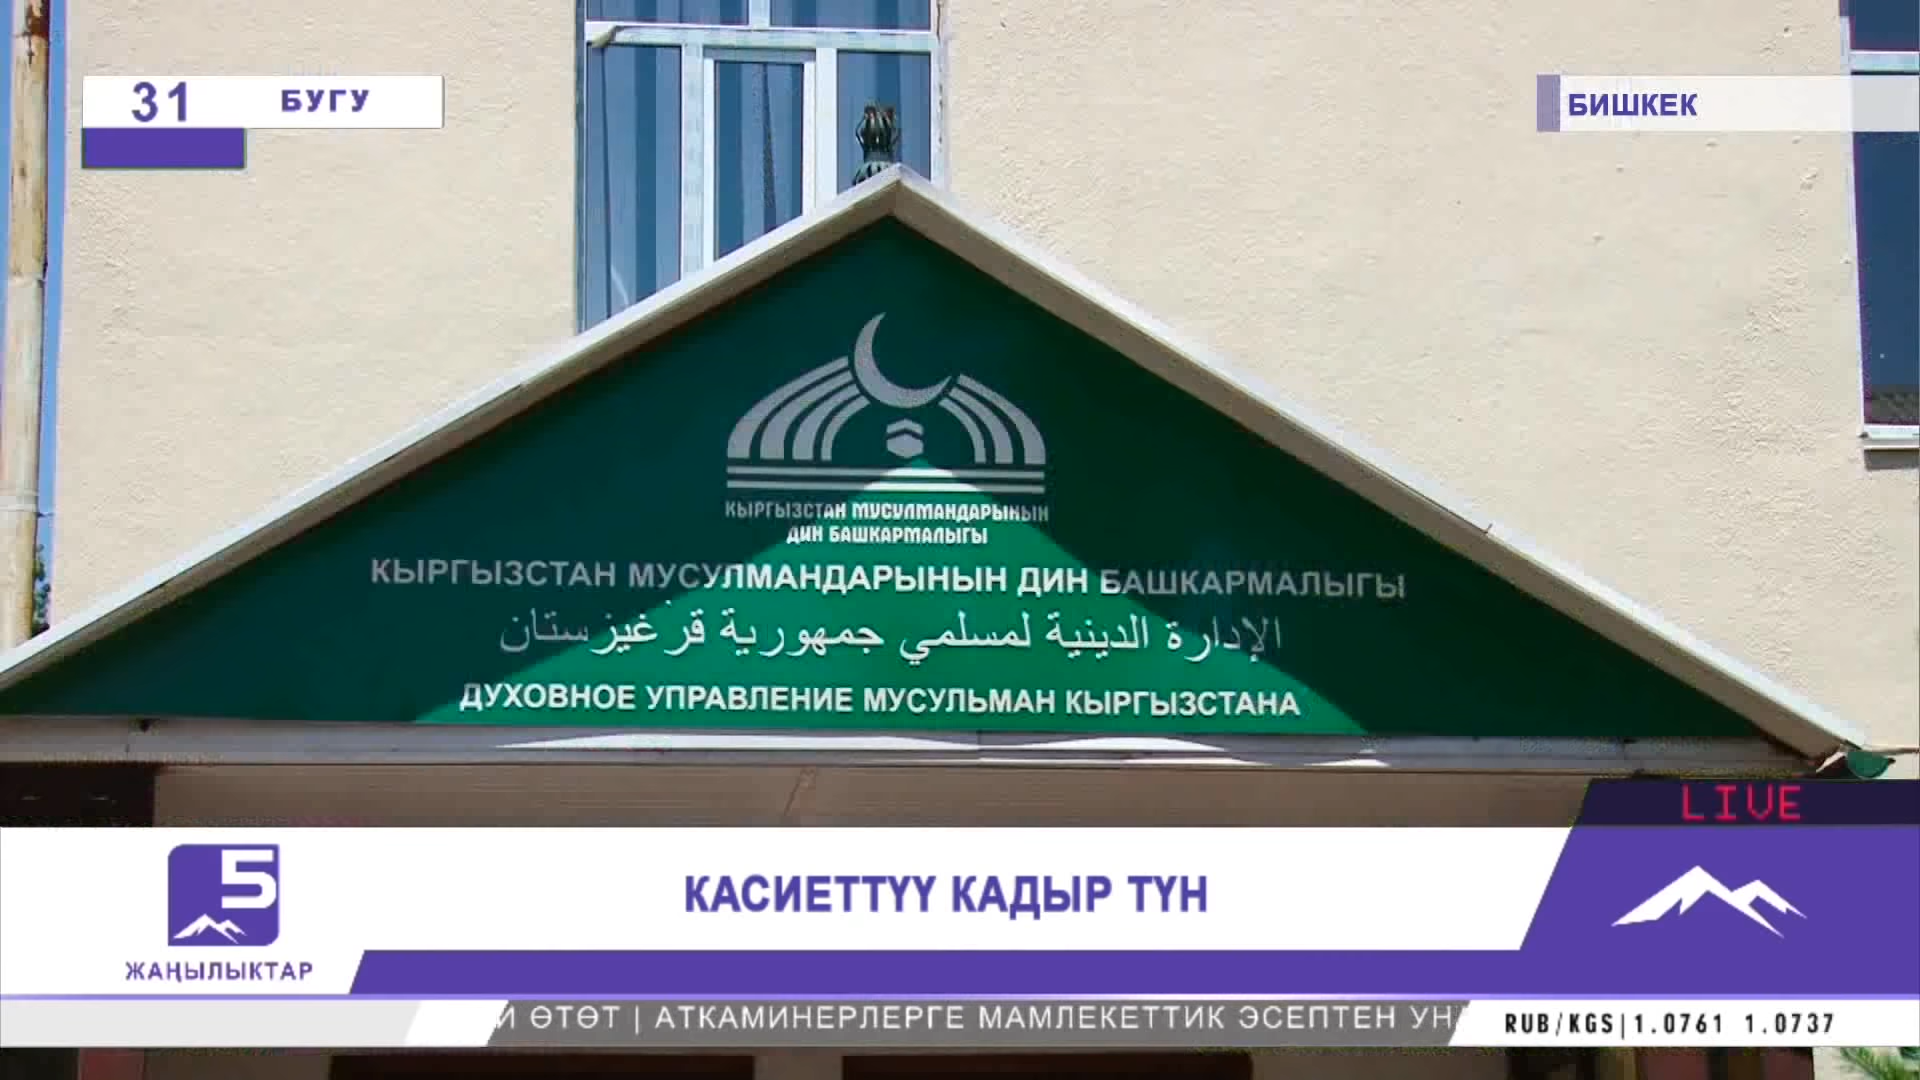 31 БУГУ
БИШКЕК
КЫРГЫЗСТАН МУСУЛМАНДАРЫНЫН
ДИН БАШКАРМАЛЫГЫ
КЫРГЫЗСТАН МУСУЛМАНДАРЫНЫН ДИН БАШКАРМАЛЫГЫ
الإدارة الدينية لمسلمي جمهورية قرغيزستان
ДУХОВНОЕ УПРАВЛЕНИЕ МУСУЛЬМАН КЫРГЫЗСТАНА
LIVE
5
КАСИЕТТҮҮ КАДЫР ТҮН
ЖАҢЫЛЫКТАР
ӨТӨТ | АТКАМИНЕРЛЕРГЕ МАМЛЕКЕТТИК ЭСЕПТЕН
RUB/KGS|1.0761 1.0737